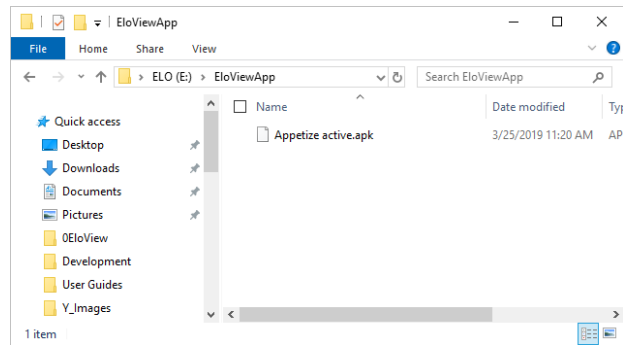 EloViewApp
File Home Share View
ELO (E:) EloViewApp Search EloViewApp
Name Date modified
Quick access
Appetize active.apk 3/25/2019 11:20 AM AP
Desktop
Downloads
Documents
Pictures
0EloView
Development
User Guides
Y_Images
1 item